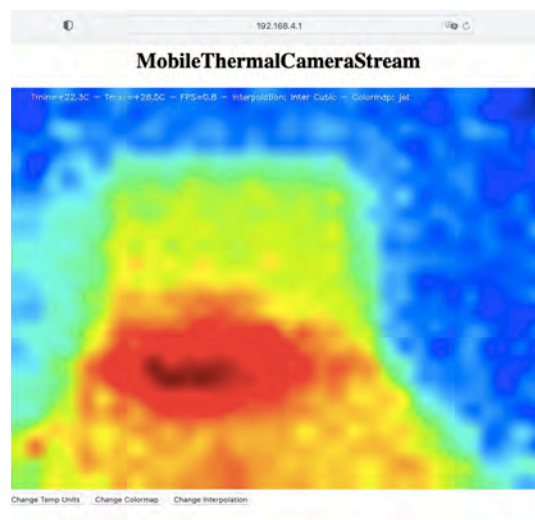 192.168.4.1
MobileThermalCameraStream
Tmin=+22.3C - Tmax=+28.5C - FPS=0.8 - Interpolation: Inter Cubic - Colormap: Jet
Change Temp Units Change Colormap Change Interpolation